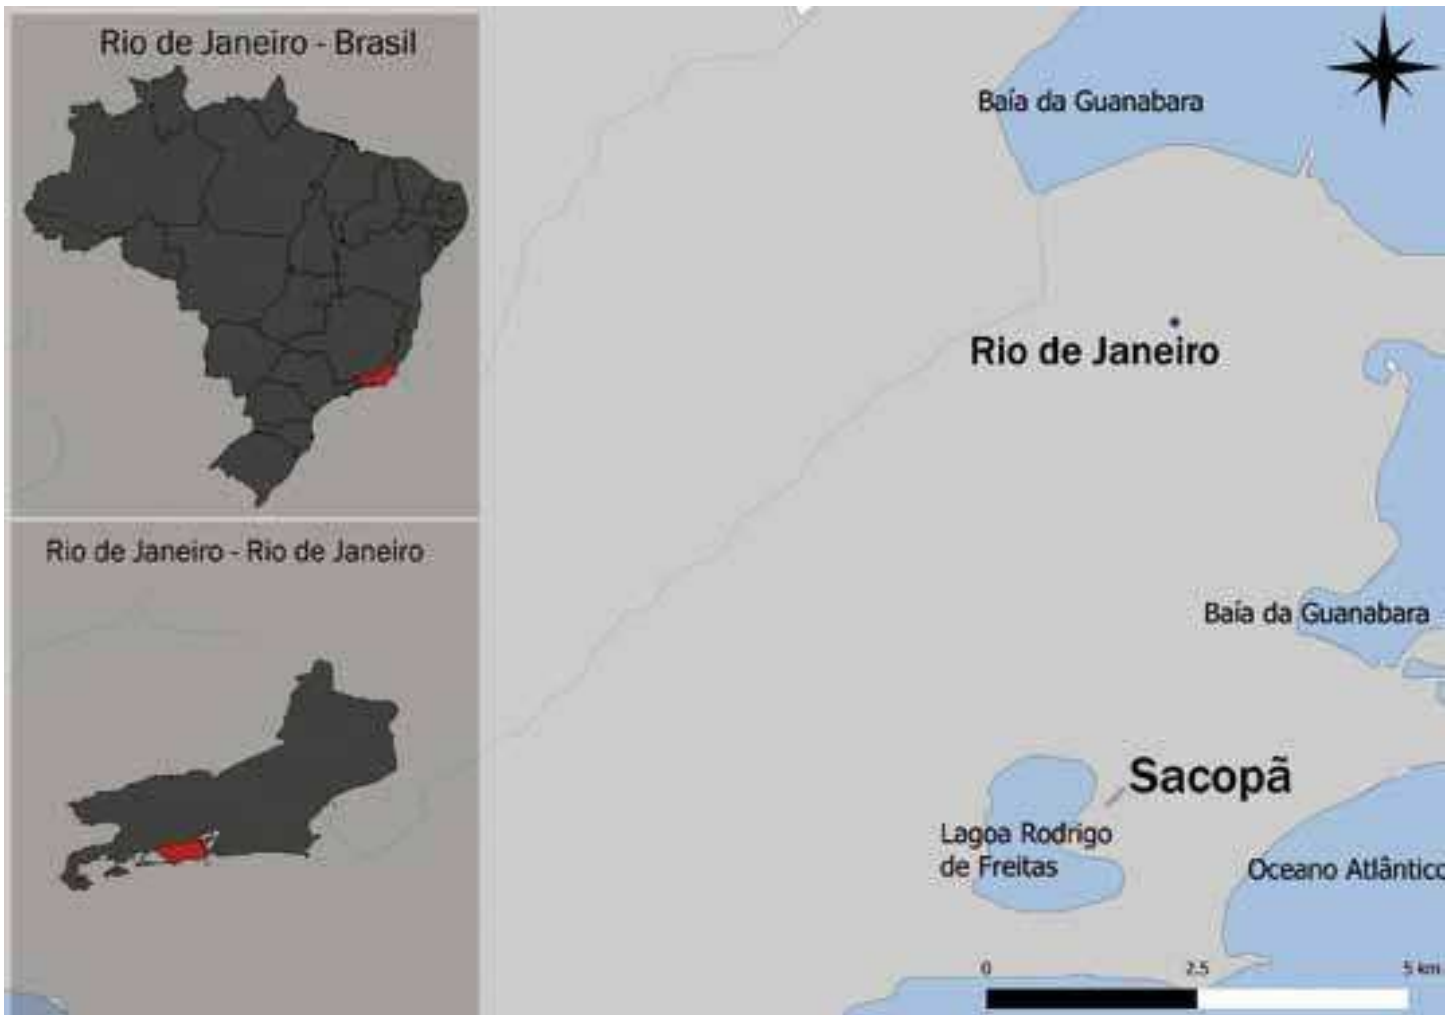 Rio de Janeiro - Brasil
Baía da Guanabara
Rio de Janeiro
Rio de Janeiro - Rio de Janeiro
Baía da Guanabara
Sacopã
Lagoa Rodrigo
de Freitas
Oceano Atlântico
0 2.5 5 km